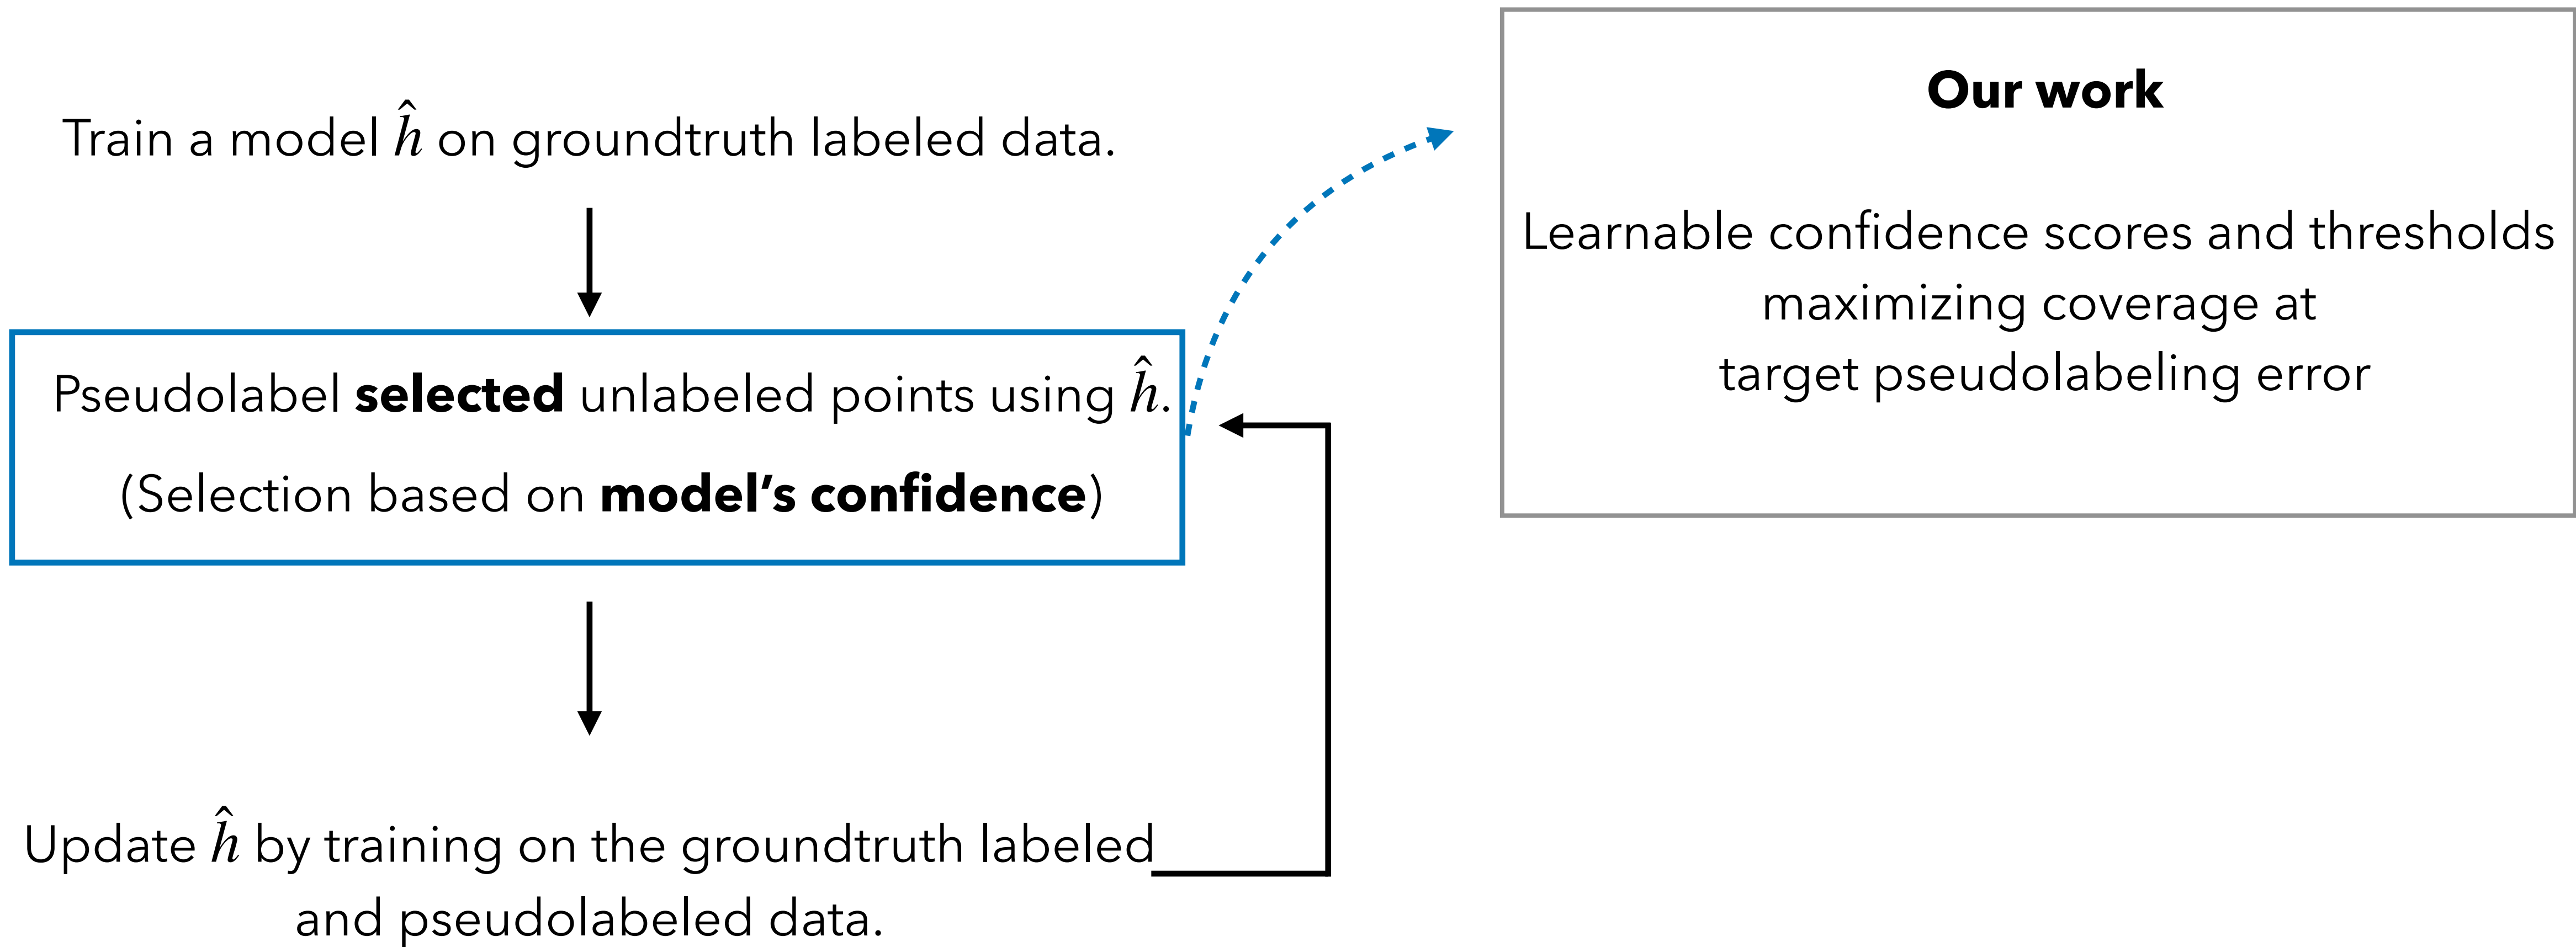 Train a model ĥ on groundtruth labeled data.
Pseudolabel selected unlabeled points using ĥ.
(Selection based on model's confidence)
Update ĥ by training on the groundtruth labeled
and pseudolabeled data.
Our work
Learnable confidence scores and thresholds
maximizing coverage at
target pseudolabeling error